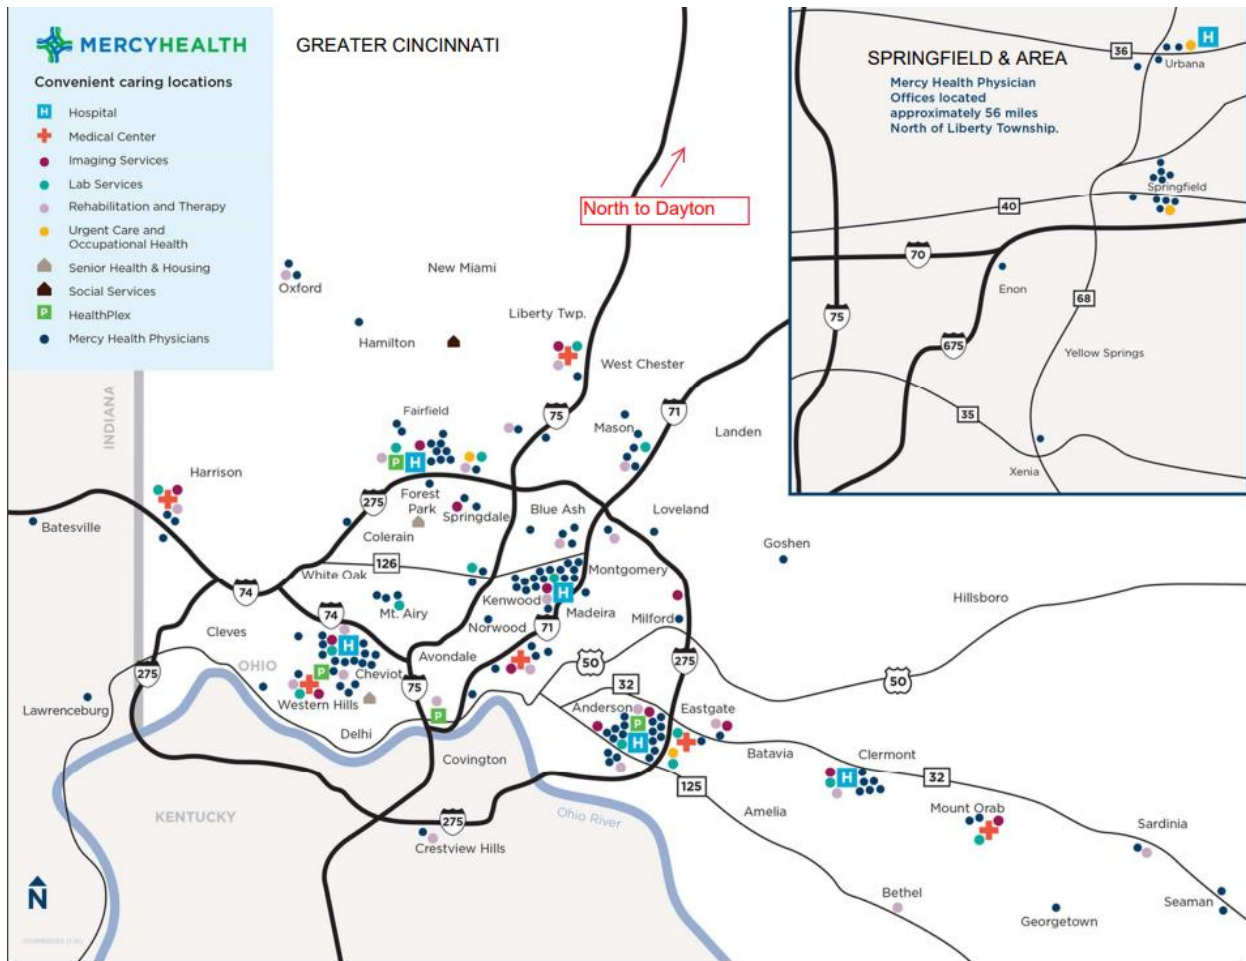 MERCYHEALTH
Convenient caring locations
H Hospital
Medical Center
Imaging Services
Lab Services
Rehabilitation and Therapy
Urgent Care and
Occupational Health
Senior Health & Housing
Social Services
P HealthPlex
Mercy Health Physicians
GREATER CINCINNATI
North to Dayton
SPRINGFIELD & AREA
Mercy Health Physician
Offices located
approximately 56 miles
North of Liberty Township.
36
H
Urbana
Springfield
40
70
Enon
68
75
675
Yellow Springs
35
Xenia
New Miami
Oxford
Liberty Twp.
Hamilton
West Chester
INDIANA
75
71
Fairfield
Mason
Landen
P
H
Harrison
275
Forest
Park
Springdale
Blue Ash
Loveland
Batesville
Colerain
Goshen
126
White Oak
Montgomery
74
Kenwood
H
Madeira
Hillsboro
74
Mt. Airy
Norwood
71
Milford
Cleves
H
Avondale
OHIO
50
275
275
P
Cheviot
75
32
50
Western Hills
Lawrenceburg
P
Anderson
Eastgate
P
H
Delhi
Covington
Batavia
Clermont
H
32
125
KENTUCKY
275
Ohio River
Amelia
Mount Orab
Sardinia
Crestview Hills
Bethel
Georgetown
Seaman
N